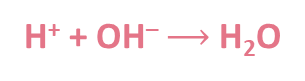 H⁺ + OH⁻ ⟶ H₂O